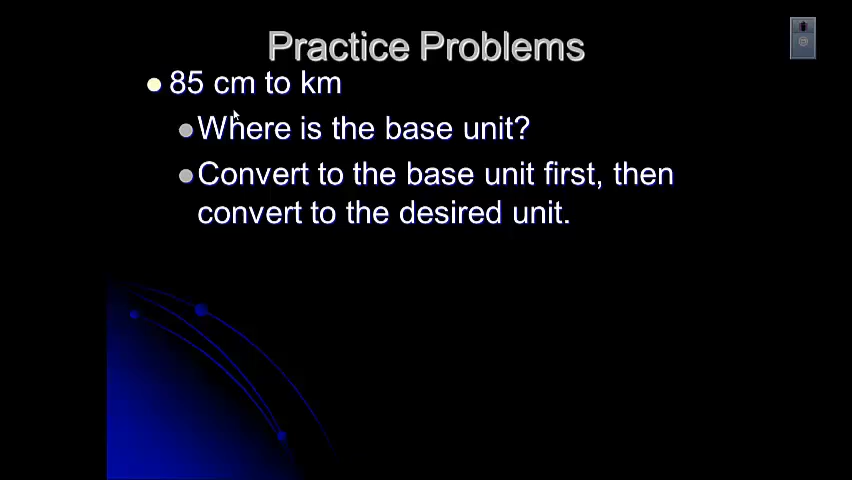 Practice Problems
85 cm to km
Where is the base unit?
Convert to the base unit first, then
convert to the desired unit.